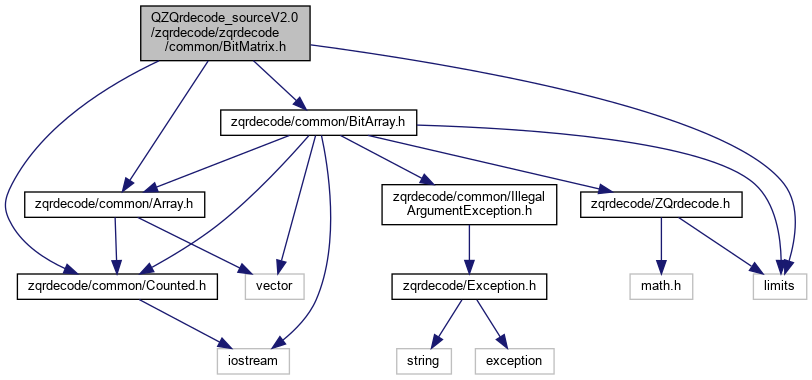 QZQrdecode_sourceV2.0
/zqrdecode/zqrdecode
/common/BitMatrix.h
zqrdecode/common/BitArray.h
zqrdecode/common/Array.h
zqrdecode/common/Illegal
ArgumentException.h
zqrdecode/ZQrdecode.h
zqrdecode/common/Counted.h
vector
zqrdecode/Exception.h
math.h
limits
iostream
string
exception